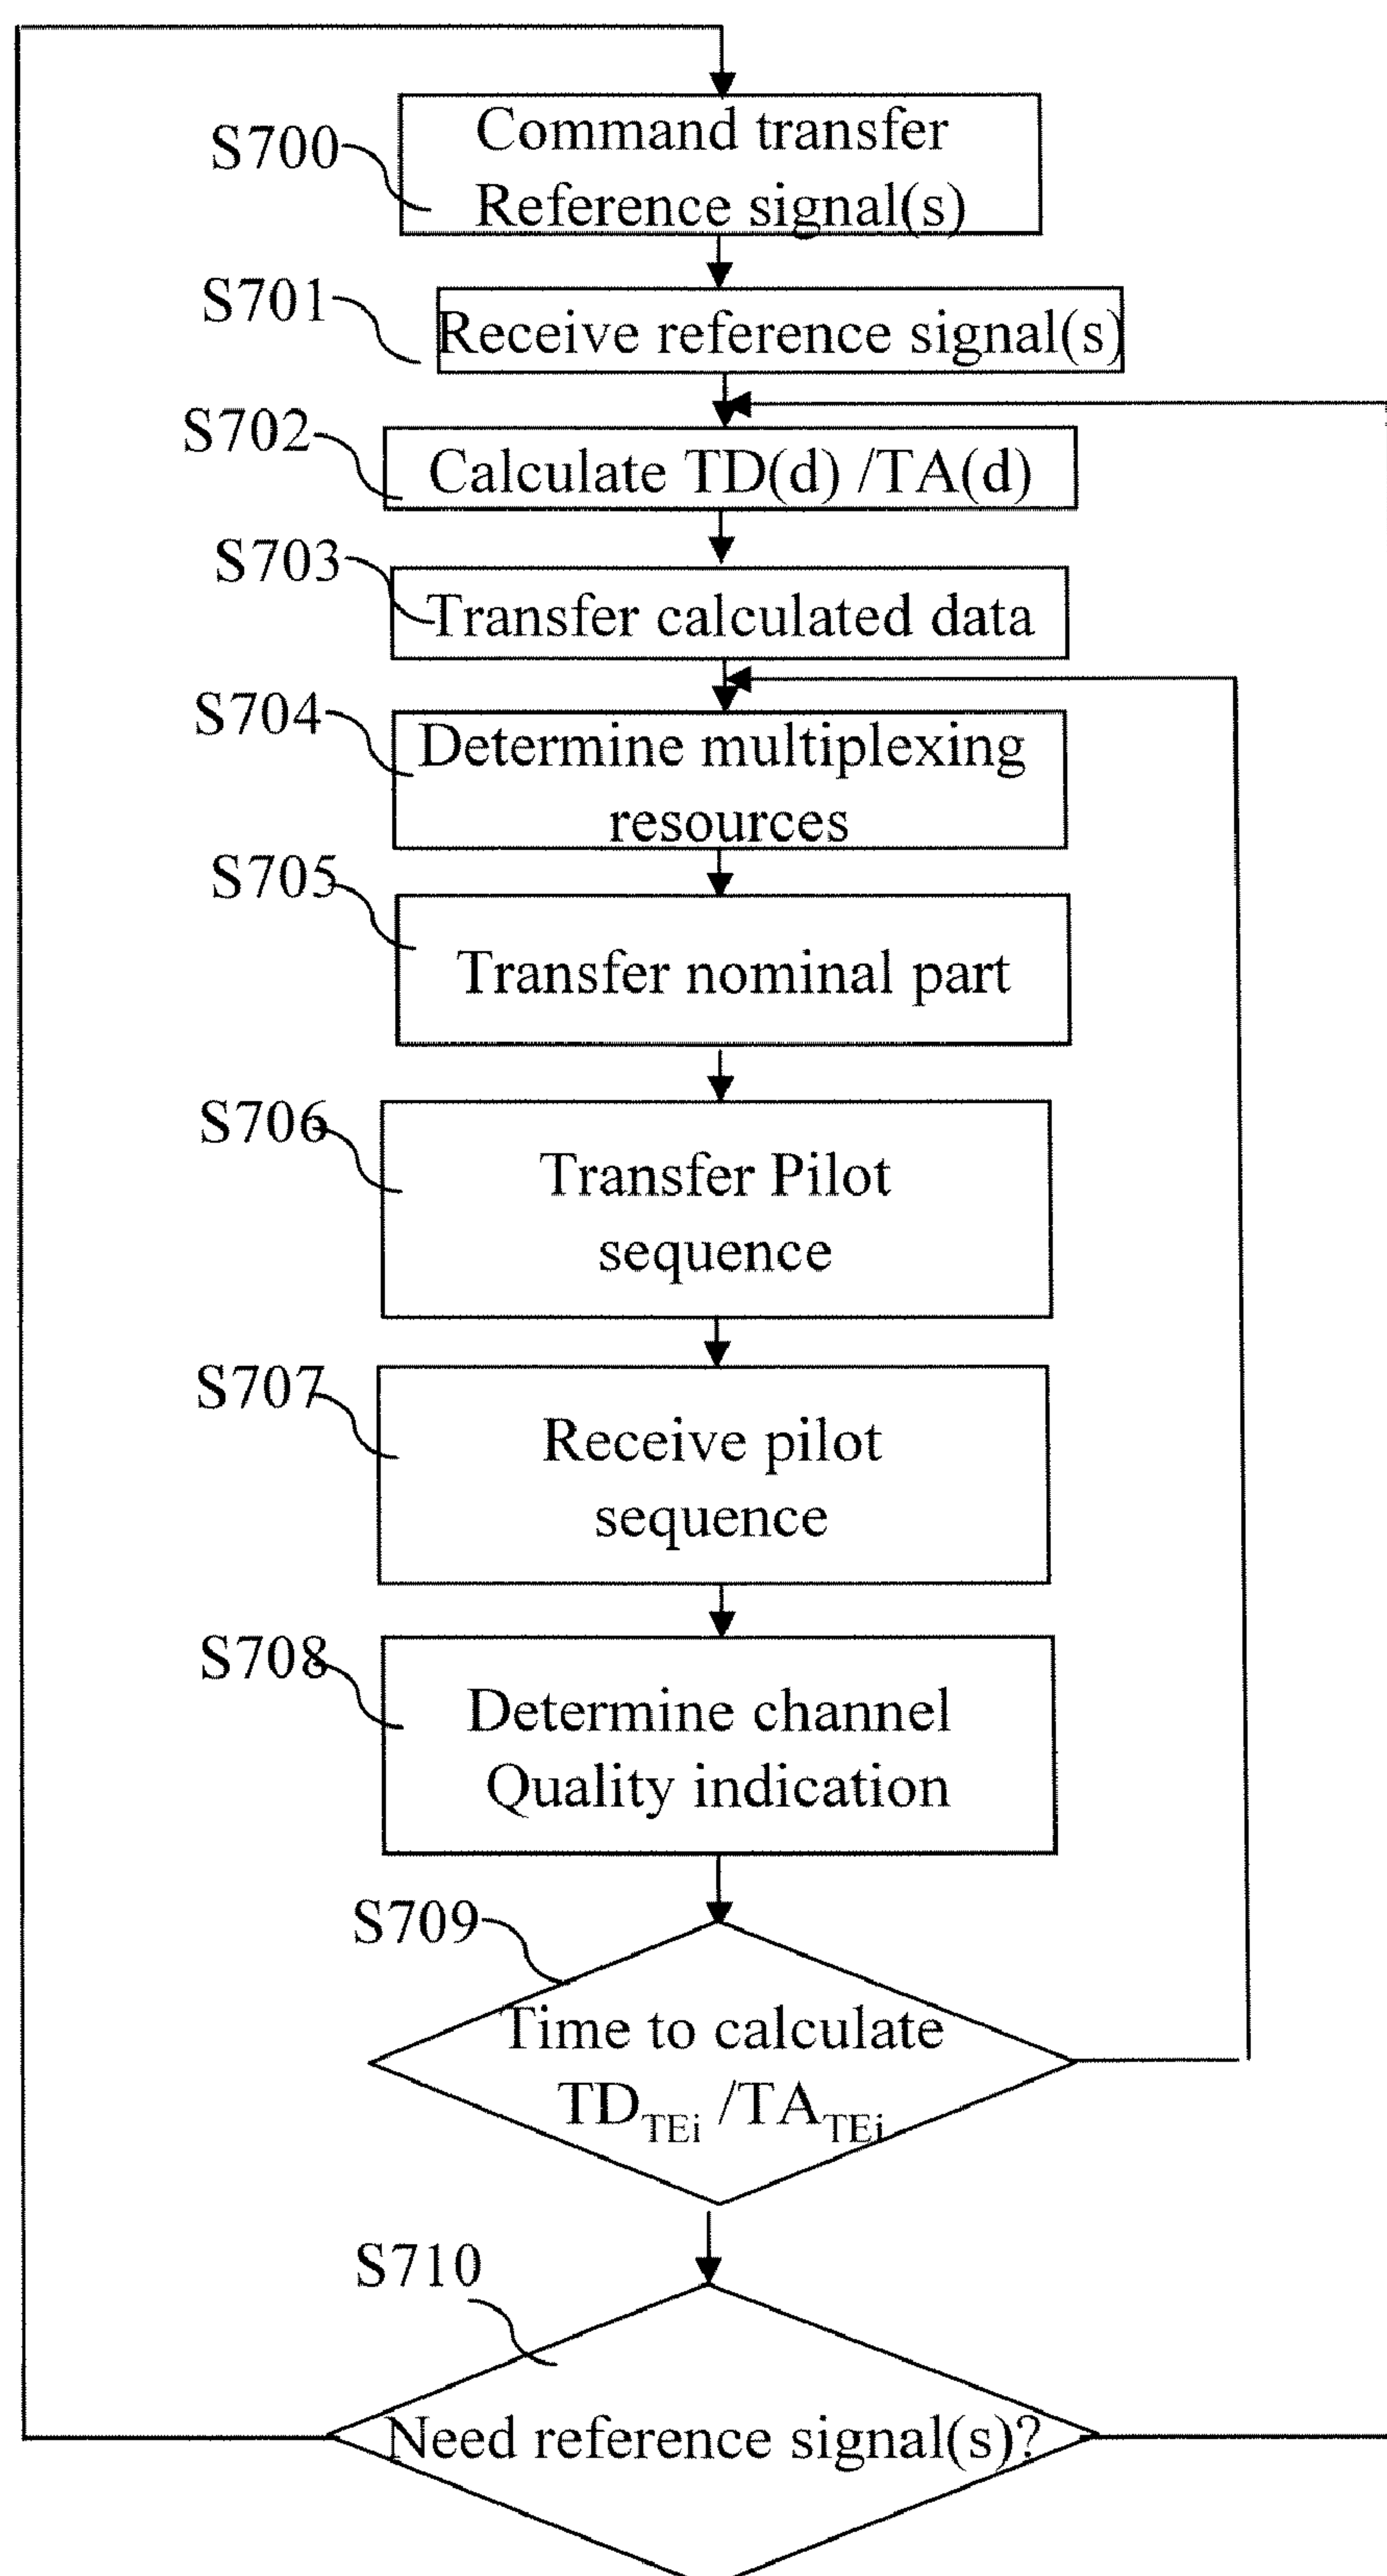 S700
Command transfer
Reference signal(s)
S701
Receive reference signal(s)
S702
Calculate TD(d) /TA(d)
S703
Transfer calculated data
S704
Determine multiplexing
resources
S705
Transfer nominal part
S706
Transfer Pilot
sequence
S707
Receive pilot
sequence
S708
Determine channel
Quality indication
S709
Time to calculate
TD_TEi /TA_TEi
S710
Need reference signal(s)?